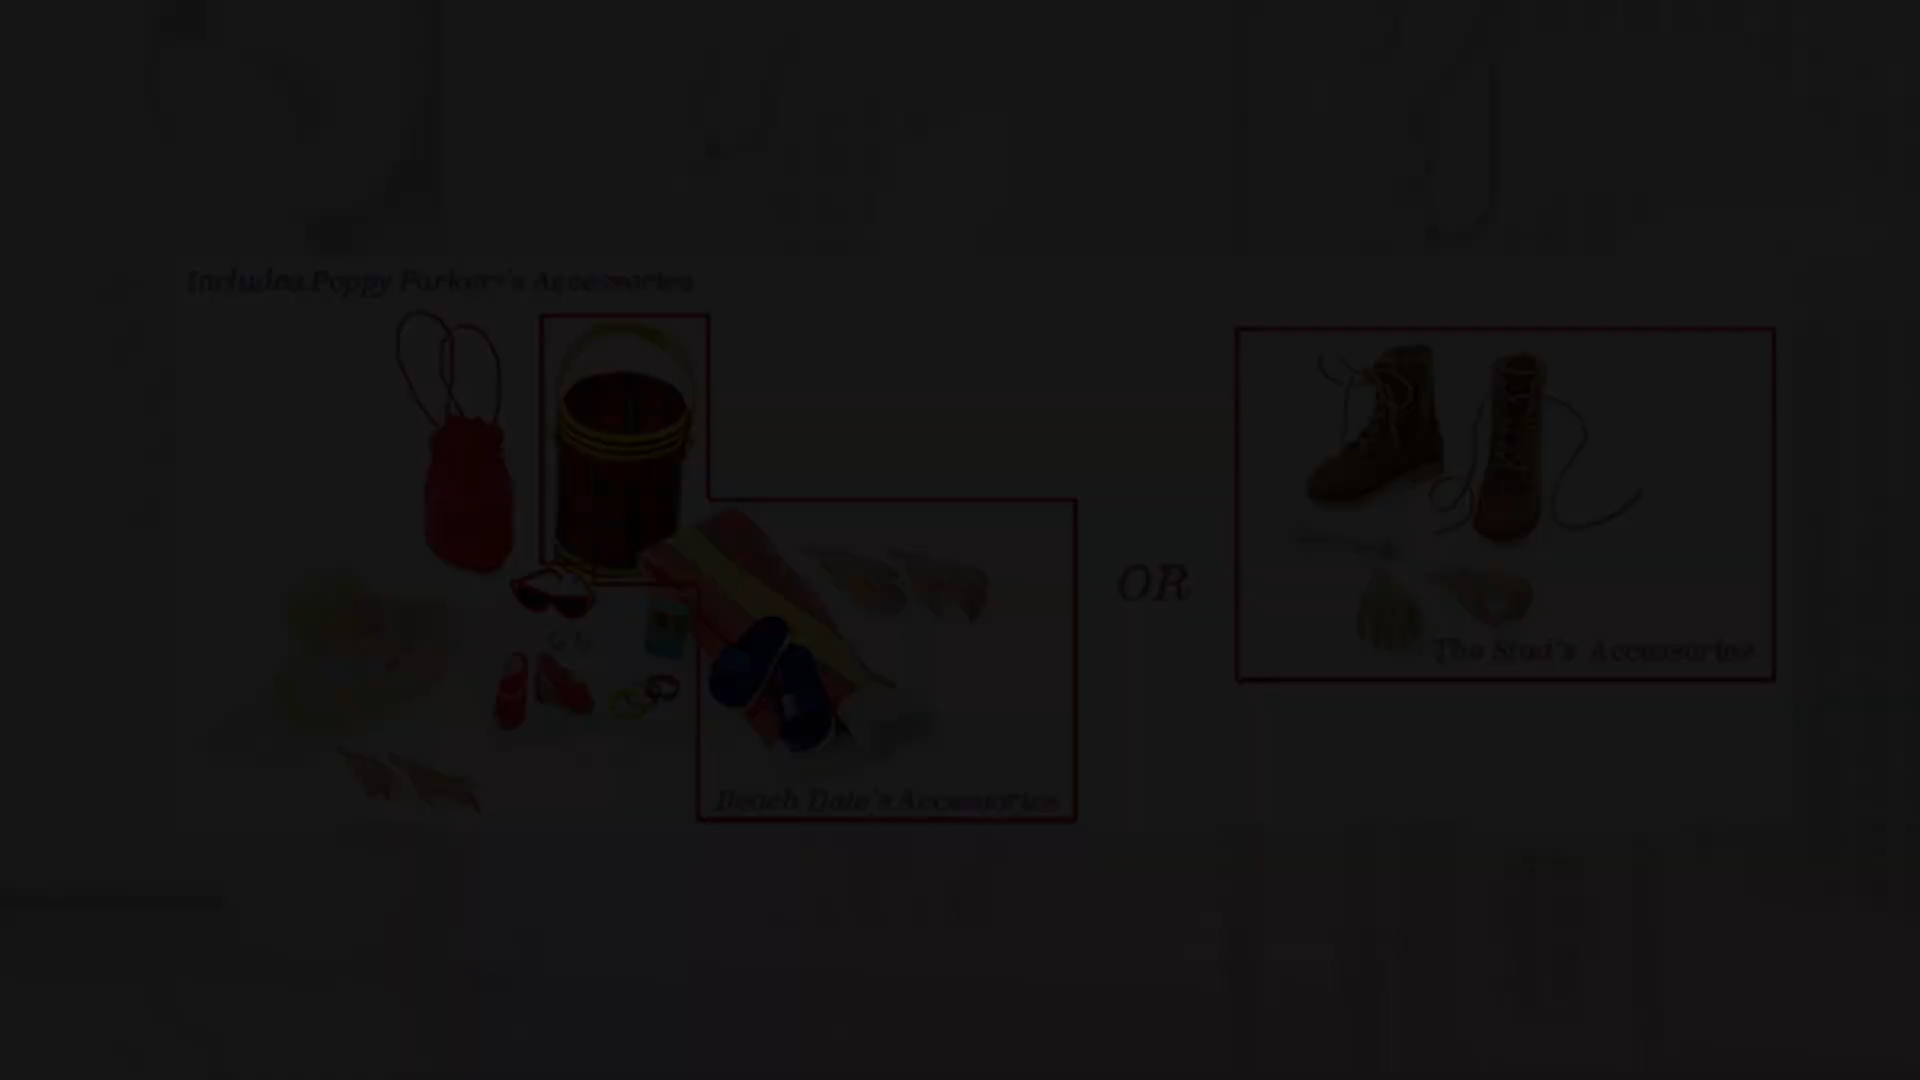 Includes Poppy Parker's Accessories
OR
The Stud's Accessories
Beach Date's Accessories